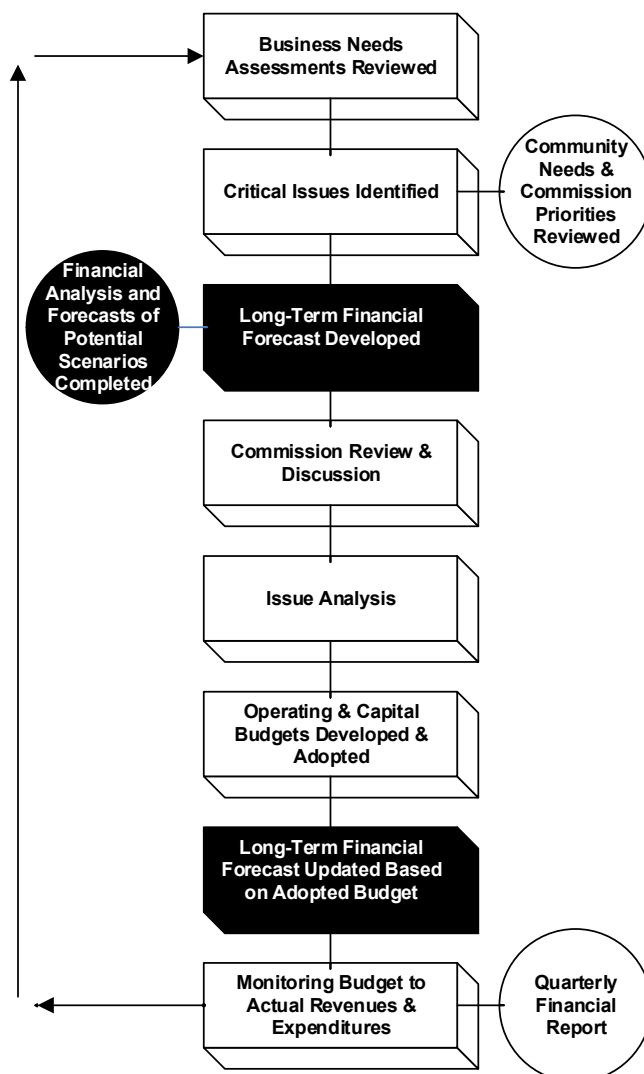 Business Needs
Assessments Reviewed
Critical Issues Identified
Community
Needs &
Commission
Priorities
Reviewed
Financial
Analysis and
Forecasts of
Potential
Scenarios
Completed
Long-Term Financial
Forecast Developed
Commission Review &
Discussion
Issue Analysis
Operating & Capital
Budgets Developed &
Adopted
Long-Term Financial
Forecast Updated Based
on Adopted Budget
Monitoring Budget to
Actual Revenues &
Expenditures
Quarterly
Financial
Report